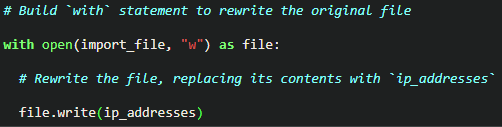 # Build `with` statement to rewrite the original file
with open(import_file, "w") as file:
# Rewrite the file, replacing its contents with `ip_addresses`
file.write(ip_addresses)